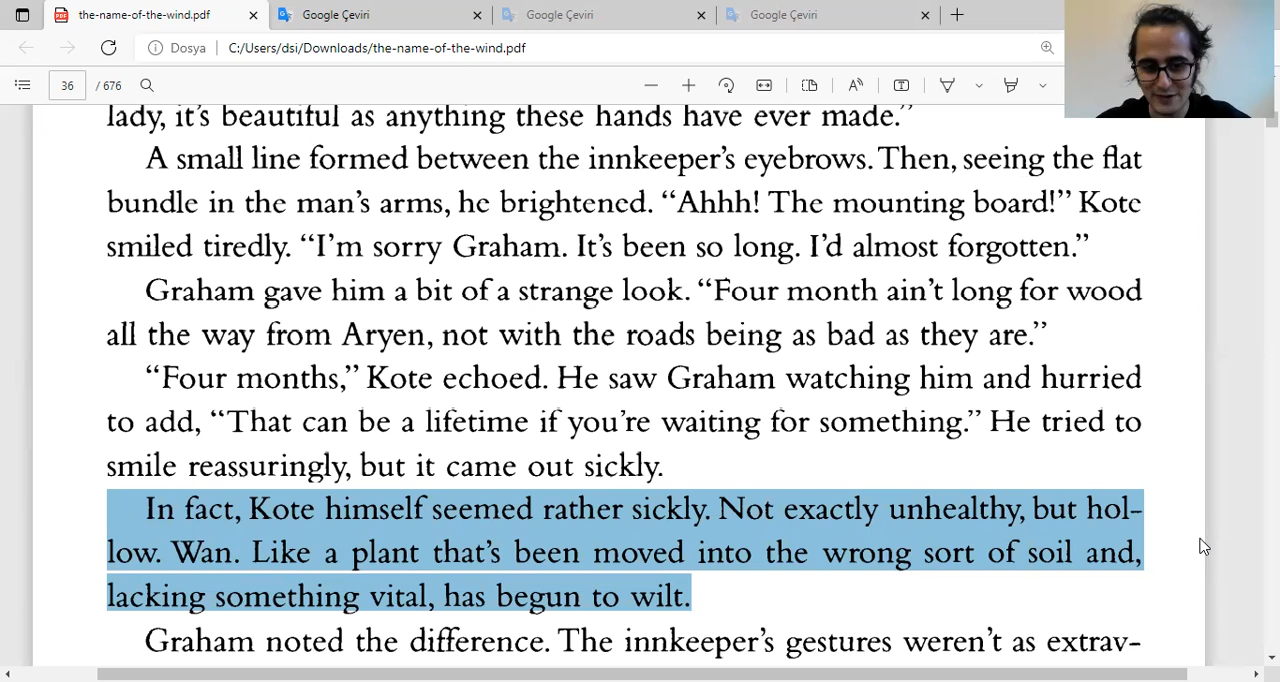 the-name-of-the-wind.pdf
Google Çeviri
Google Çeviri
Google Çeviri
Dosya
C:/Users/dsi/Downloads/the-name-of-the-wind.pdf
36 / 676
lady, it’s beautiful as anything these hands have ever made.”
A small line formed between the innkeeper’s eyebrows. Then, seeing the flat
bundle in the man’s arms, he brightened. “Ahhh! The mounting board!” Kote
smiled tiredly. “I’m sorry Graham. It’s been so long. I’d almost forgotten.”
Graham gave him a bit of a strange look. “Four month ain’t long for wood
all the way from Aryen, not with the roads being as bad as they are.”
“Four months,” Kote echoed. He saw Graham watching him and hurried
to add, “That can be a lifetime if you’re waiting for something.” He tried to
smile reassuringly, but it came out sickly.
In fact, Kote himself seemed rather sickly. Not exactly unhealthy, but hol-
low. Wan. Like a plant that’s been moved into the wrong sort of soil and,
lacking something vital, has begun to wilt.
Graham noted the difference. The innkeeper’s gestures weren’t as extrav-